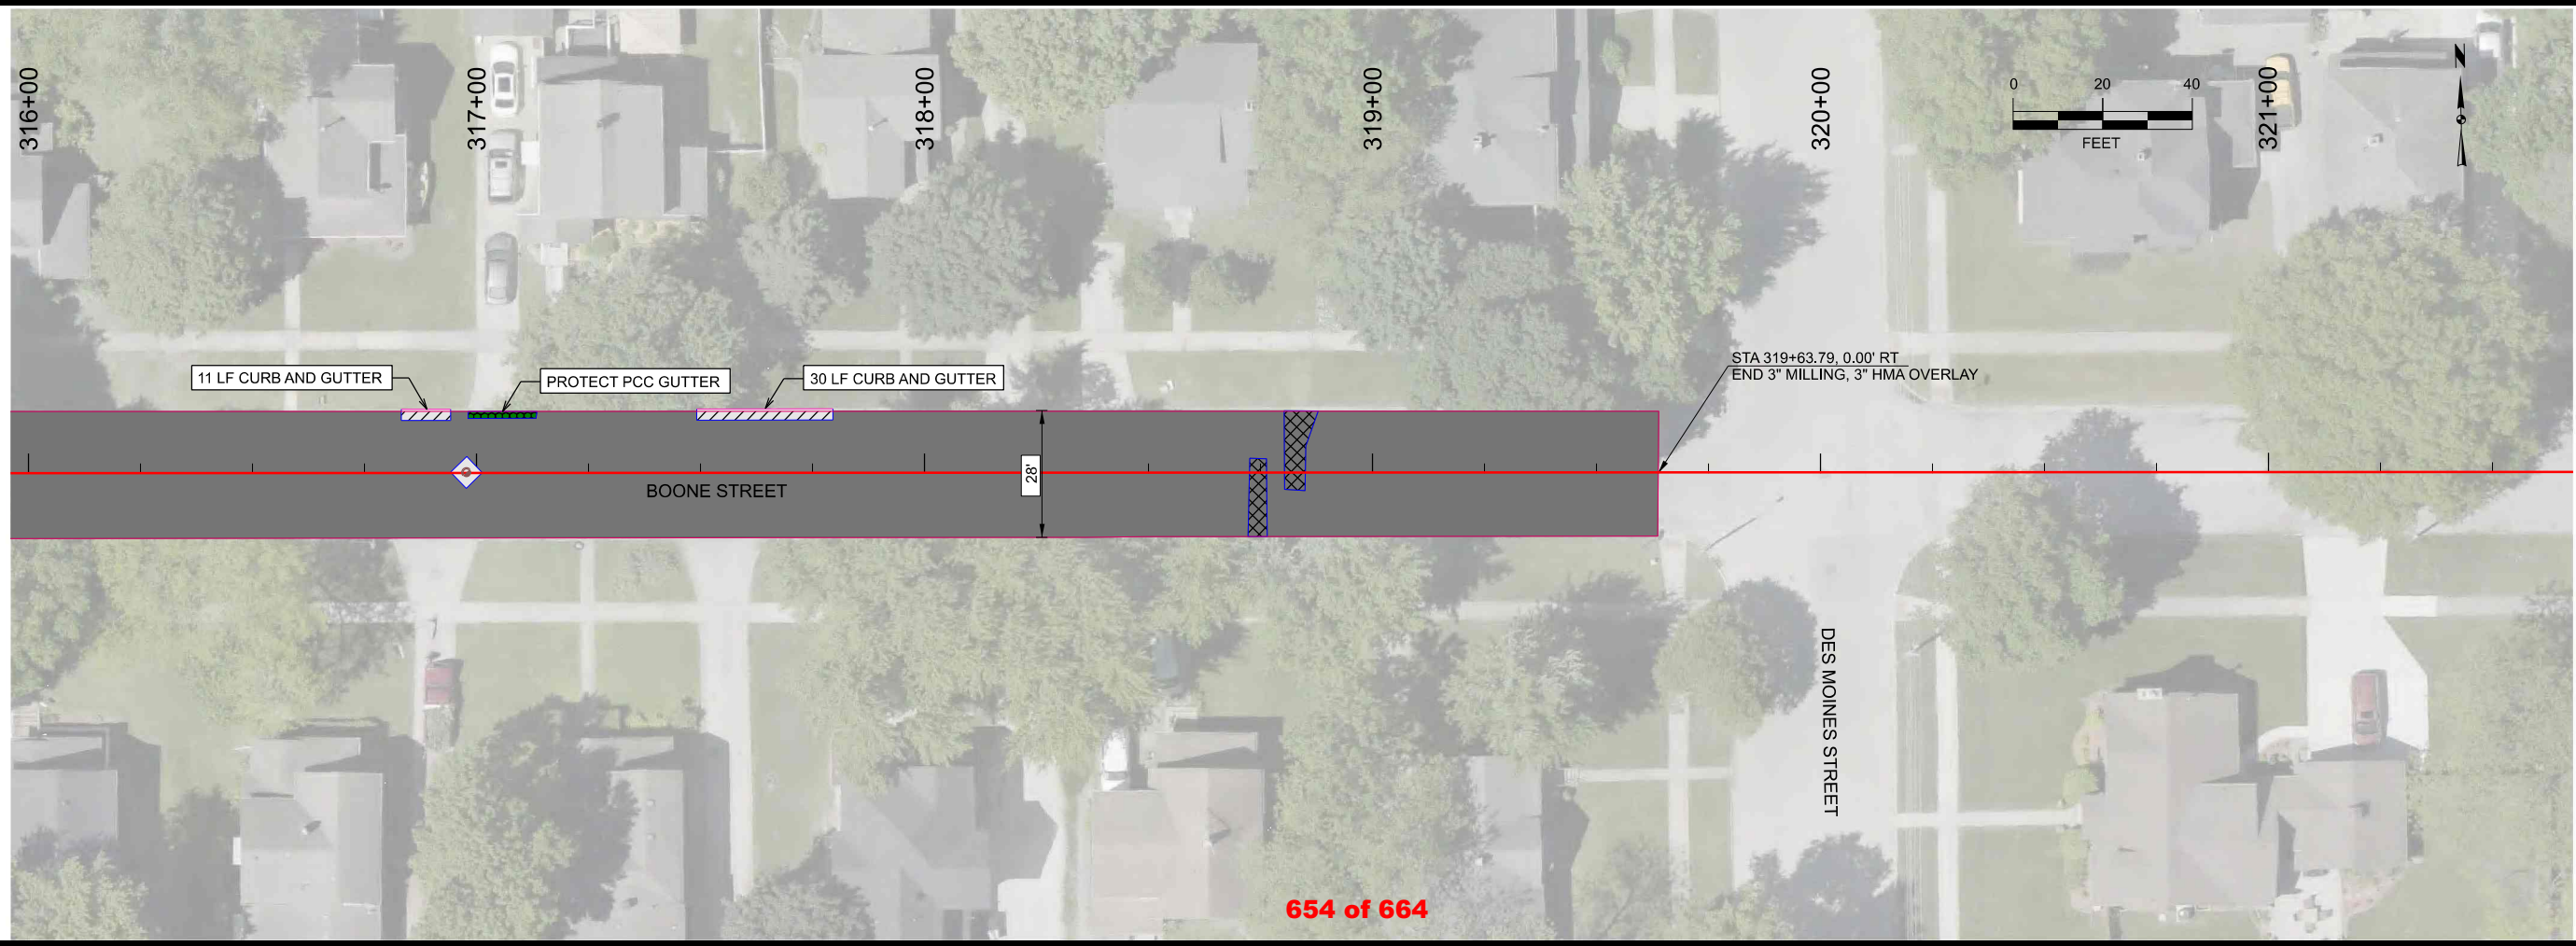 316+00
317+00
318+00
319+00
320+00
321+00
N
0 20 40
FEET
11 LF CURB AND GUTTER
PROTECT PCC GUTTER
30 LF CURB AND GUTTER
STA 319+63.79, 0.00' RT
END 3" MILLING, 3" HMA OVERLAY
28'
BOONE STREET
DES MOINES STREET
654 of 664